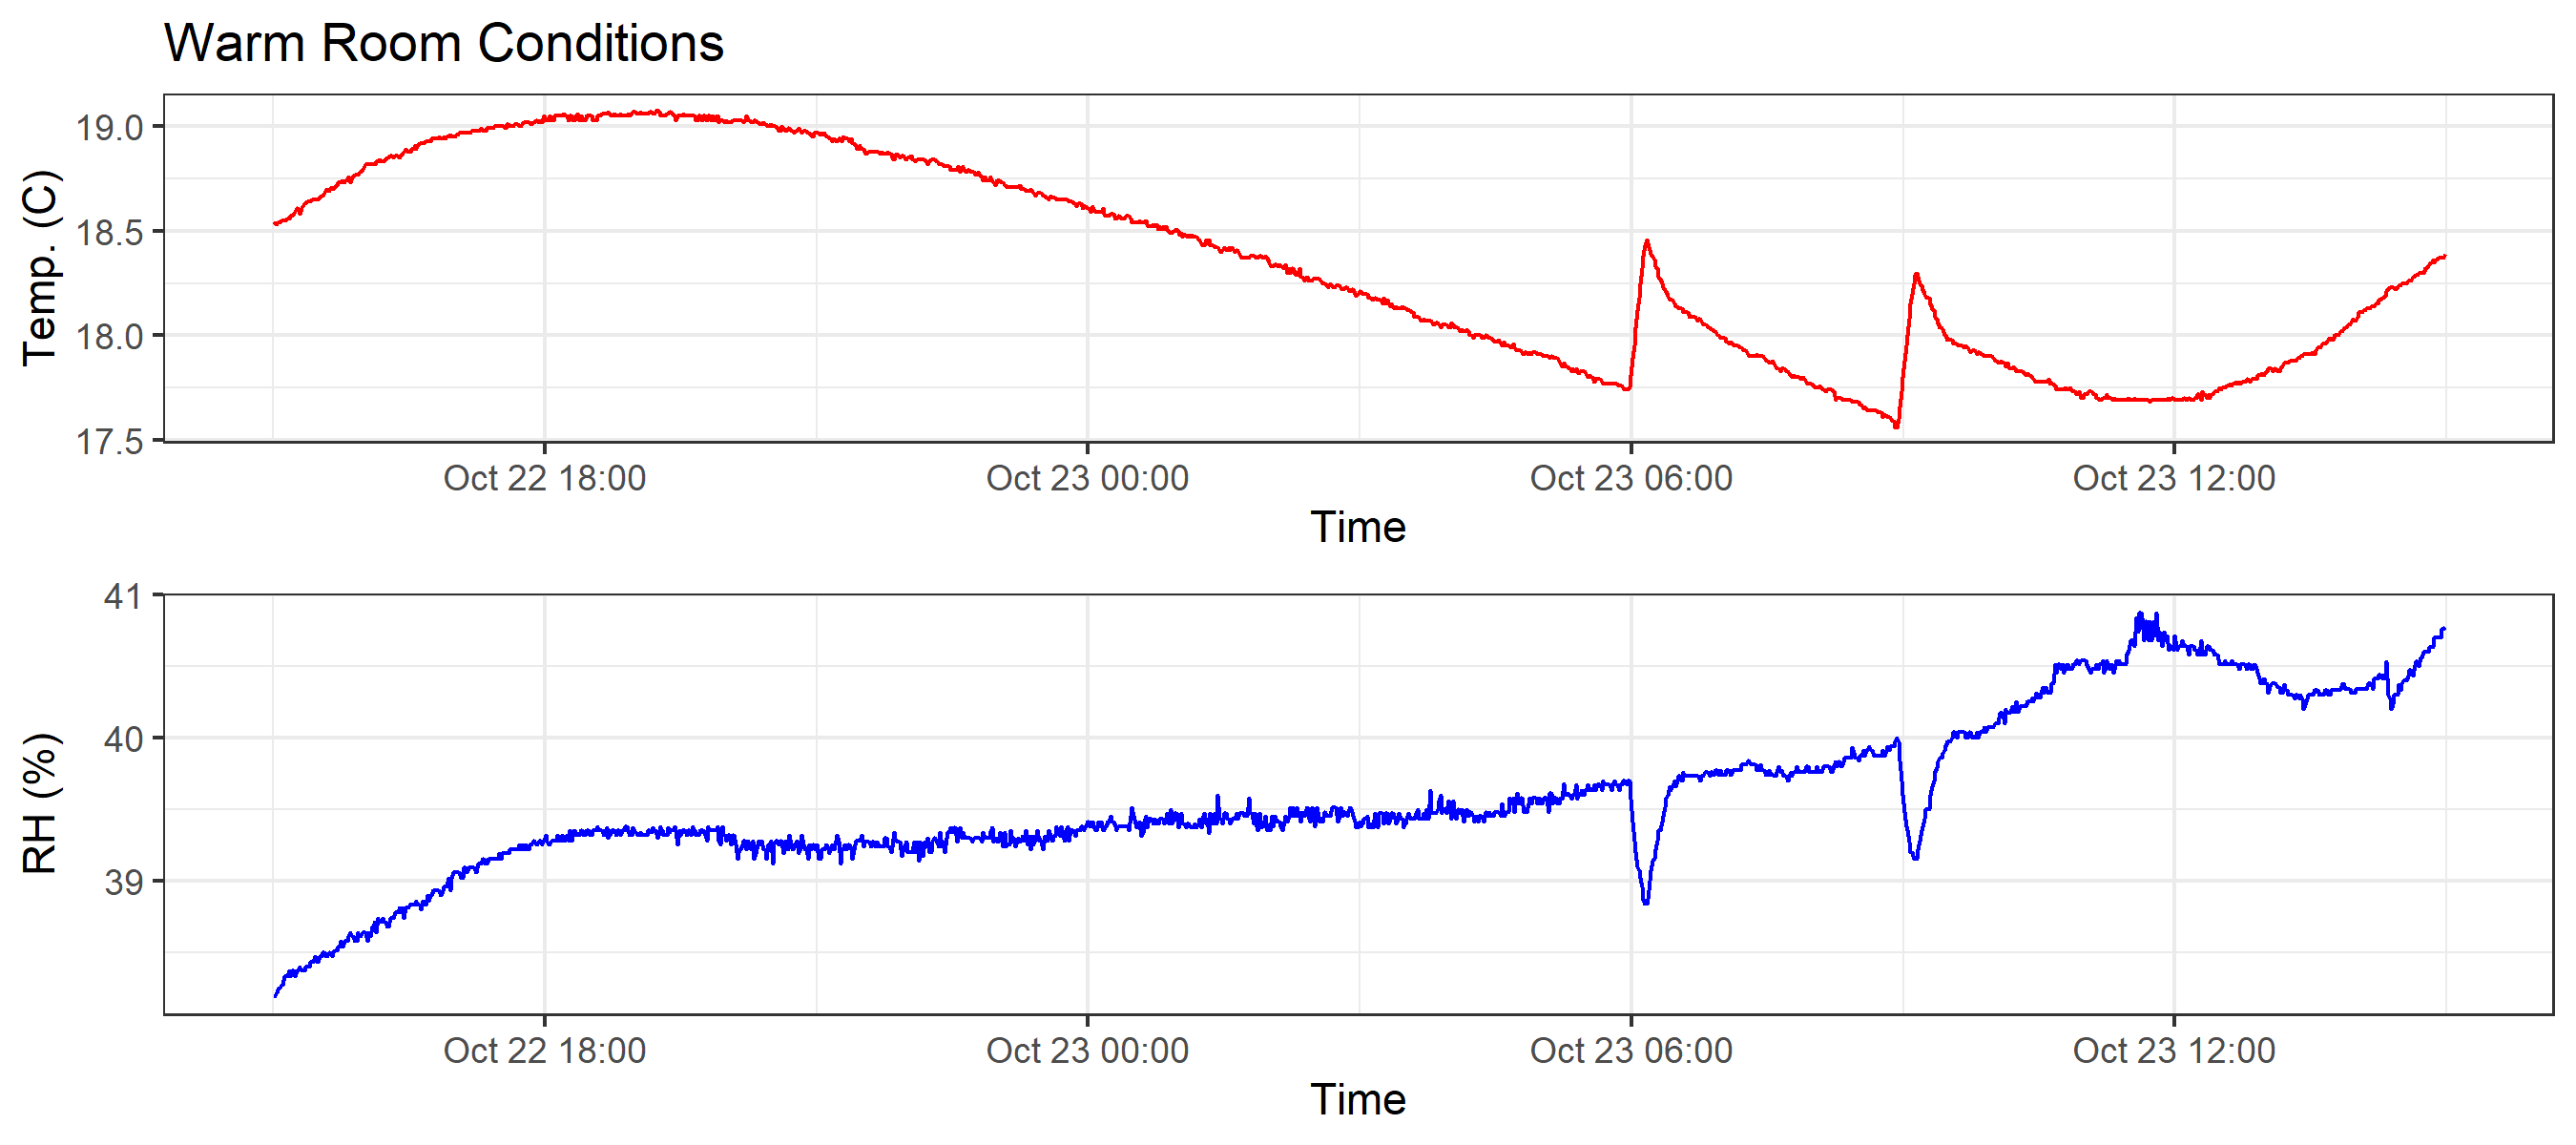 Warm Room Conditions
Temp. (C)
19.0
18.5
18.0
17.5
Oct 22 18:00 Oct 23 00:00 Oct 23 06:00 Oct 23 12:00
Time
RH (%)
41
40
39
Oct 22 18:00 Oct 23 00:00 Oct 23 06:00 Oct 23 12:00
Time